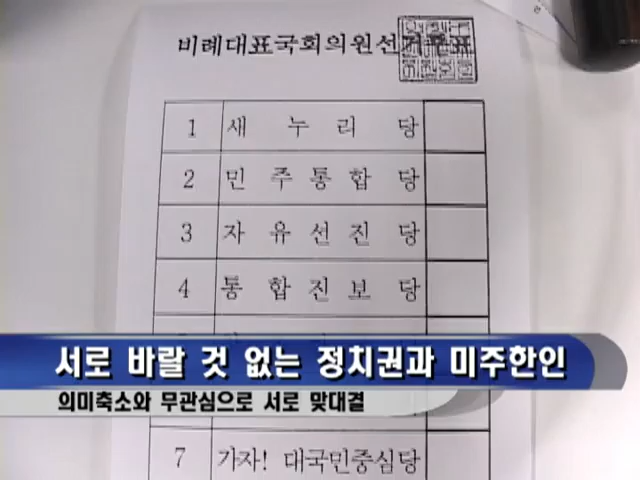 비례대표국회의원선거투표
1 새누리당
2 민주통합당
3 자유선진당
4 통합진보당
서로 바랄 것 없는 정치권과 미주한인
의미축소와 무관심으로 서로 맞대결
7 가자! 대국민중심당